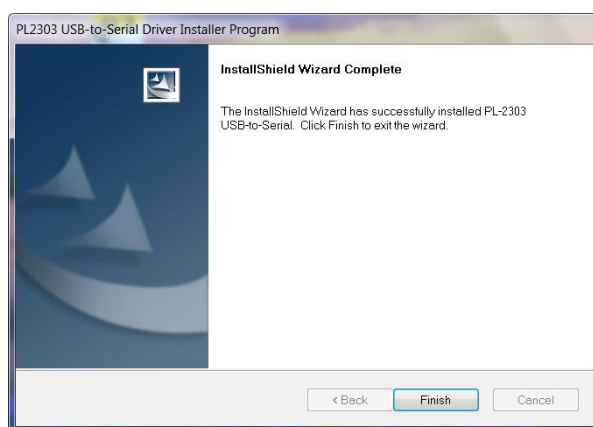 PL2303 USB-to-Serial Driver Installer Program
InstallShield Wizard Complete
The InstallShield Wizard has successfully installed PL-2303
USB-to-Serial. Click Finish to exit the wizard.
< Back
Finish
Cancel